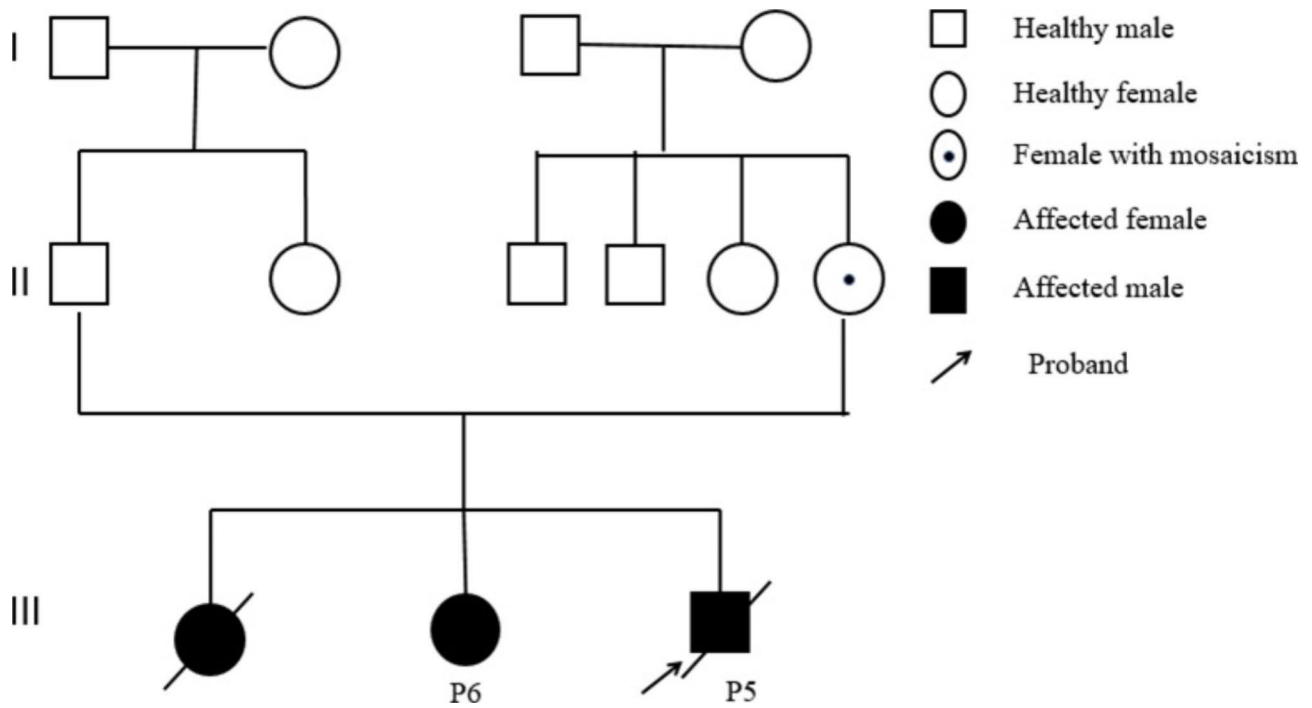 I
II
III
P6
P5
Healthy male
Healthy female
Female with mosaicism
Affected female
Affected male
Proband